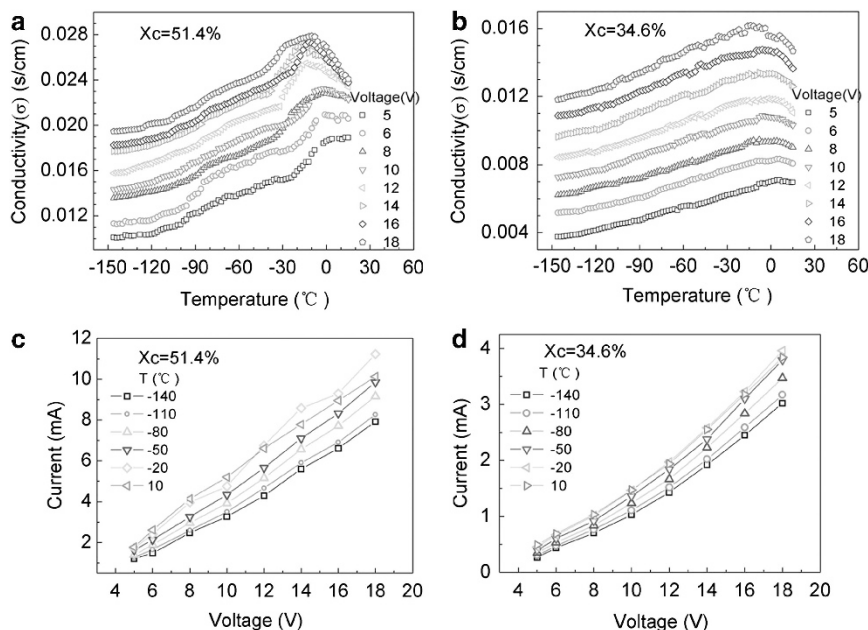 a
Xc=51.4%
Conductivity(σ) (s/cm)
0.028
0.024
0.020
0.016
0.012
-150 -120 -90 -60 -30 0 30 60
Temperature (℃)
Voltage(V)
5
6
8
10
12
14
16
18
b
Xc=34.6%
Conductivity(σ) (s/cm)
0.016
0.012
0.008
0.004
-150 -120 -90 -60 -30 0 30 60
Temperature (℃)
Voltage(V)
5
6
8
10
12
14
16
18
c
Xc=51.4%
T (℃)
-140
-110
-80
-50
-20
10
Current (mA)
12
10
8
6
4
2
4 6 8 10 12 14 16 18 20
Voltage (V)
d
Xc=34.6%
T (℃)
-140
-110
-80
-50
-20
10
Current (mA)
4
3
2
1
0
4 6 8 10 12 14 16 18 20
Voltage (V)